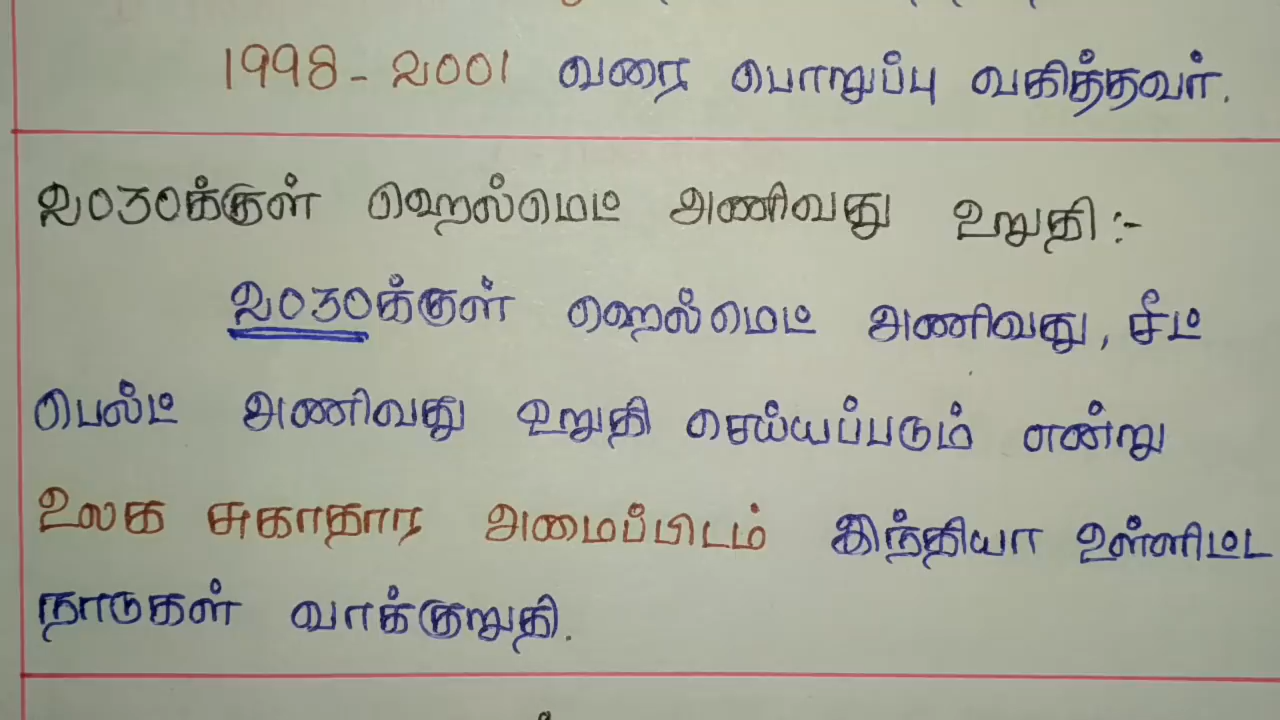 1998 - 2001 வரை பொறுப்பு வகித்தவர்.
2030க்குள் ஹெல்மெட் அணிவது உறுதி :-
2030க்குள் ஹெல்மெட் அணிவது, சீட்
பெல்ட் அணிவது உறுதி செய்யப்படும் என்று
உலக சுகாதார அமைப்பிடம் இந்தியா உள்ளிட்ட
நாடுகள் வாக்குறுதி.